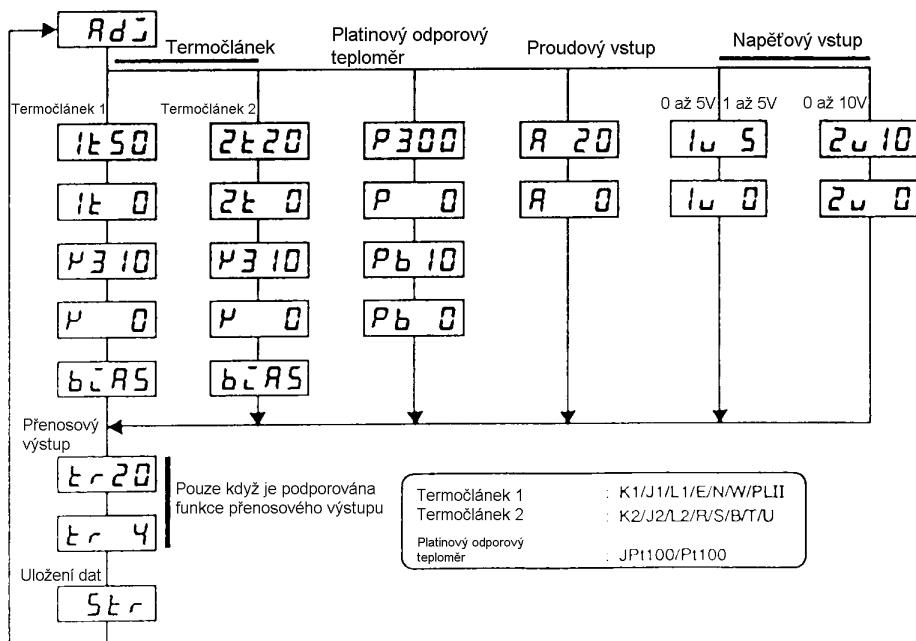 Adj
Termočlánek
Platinový odporový
teploměr
Proudový vstup
Napěťový vstup
Termočlánek 1
Termočlánek 2
0 až 5V
1 až 5V
0 až 10V
1t50
2t20
P300
A 20
1u 5
2u10
1t 0
2t 0
P 0
A 0
1u 0
2u 0
Y310
Y310
Pb10
Y 0
Y 0
Pb 0
biAS
biAS
Přenosový
výstup
tr20
tr 4
Pouze když je podporována
funkce přenosového výstupu
Uložení dat
Str
Termočlánek 1 : K1/J1/L1/E/N/W/PLII
Termočlánek 2 : K2/J2/L2/R/S/B/T/U
Platinový odporový
teploměr : JPt100/Pt100